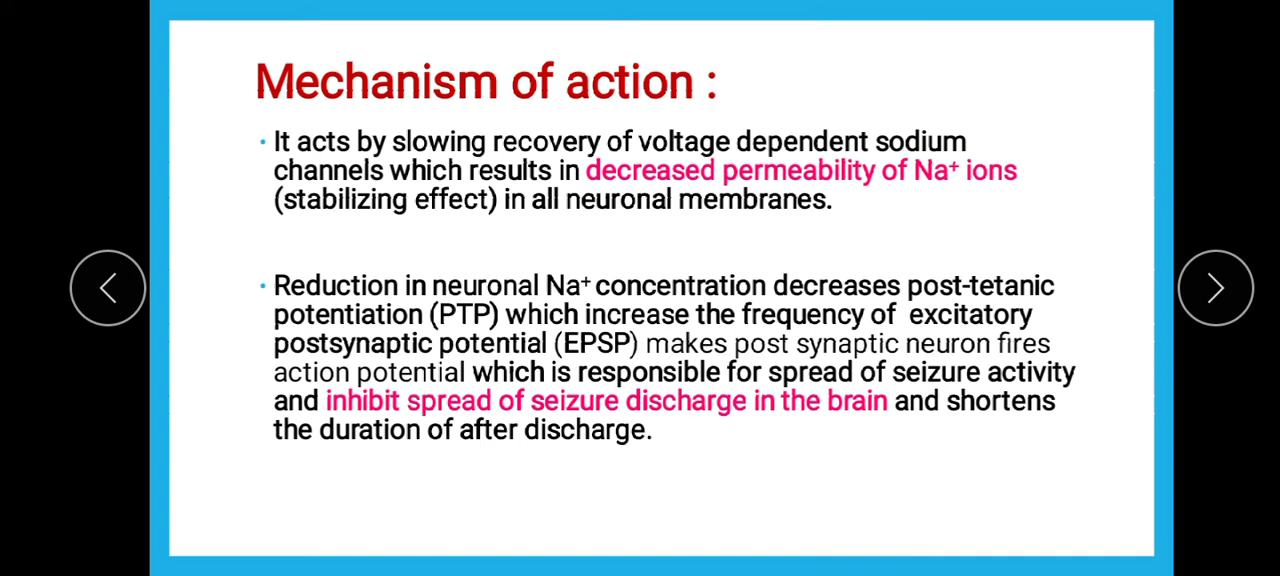 Mechanism of action :
• It acts by slowing recovery of voltage dependent sodium
channels which results in decreased permeability of Na⁺ ions
(stabilizing effect) in all neuronal membranes.
• Reduction in neuronal Na⁺ concentration decreases post-tetanic
potentiation (PTP) which increase the frequency of excitatory
postsynaptic potential (EPSP) makes post synaptic neuron fires
action potential which is responsible for spread of seizure activity
and inhibit spread of seizure discharge in the brain and shortens
the duration of after discharge.